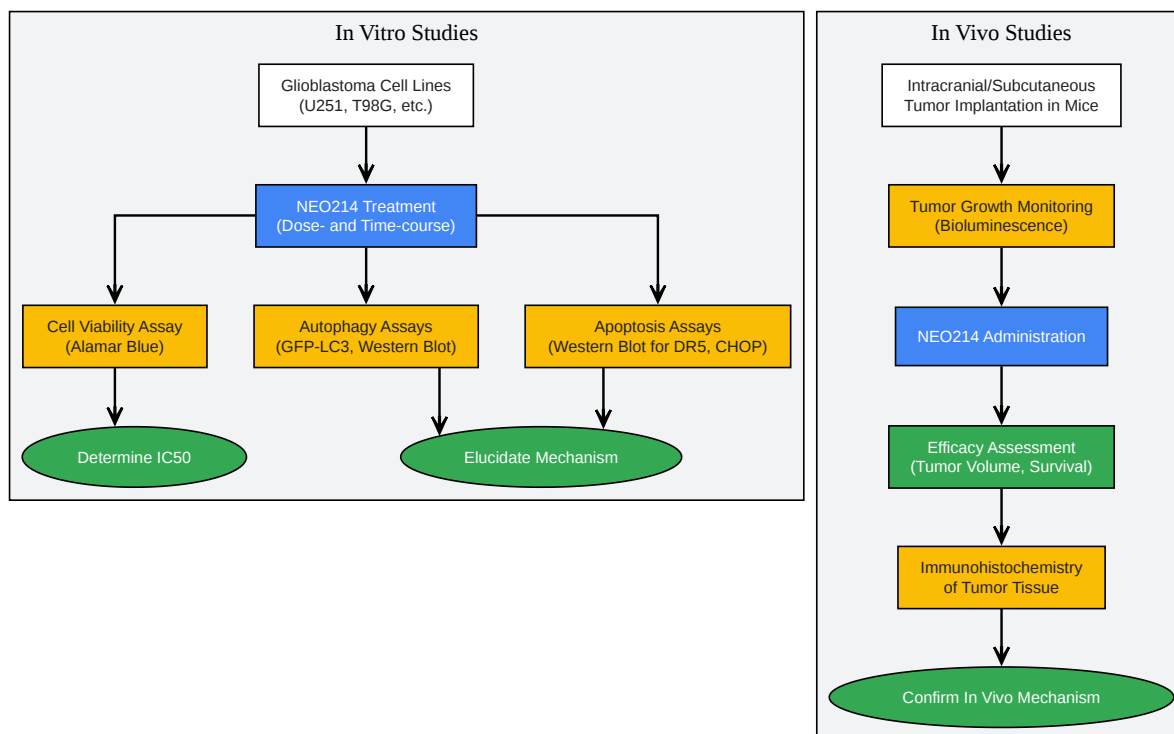 In Vitro Studies
Glioblastoma Cell Lines
(U251, T98G, etc.)
NEO214 Treatment
(Dose- and Time-course)
Cell Viability Assay
(Alamar Blue)
Autophagy Assays
(GFP-LC3, Western Blot)
Apoptosis Assays
(Western Blot for DR5, CHOP)
Determine IC50
Elucidate Mechanism
In Vivo Studies
Intracranial/Subcutaneous
Tumor Implantation in Mice
Tumor Growth Monitoring
(Bioluminescence)
NEO214 Administration
Efficacy Assessment
(Tumor Volume, Survival)
Immunohistochemistry
of Tumor Tissue
Confirm In Vivo Mechanism